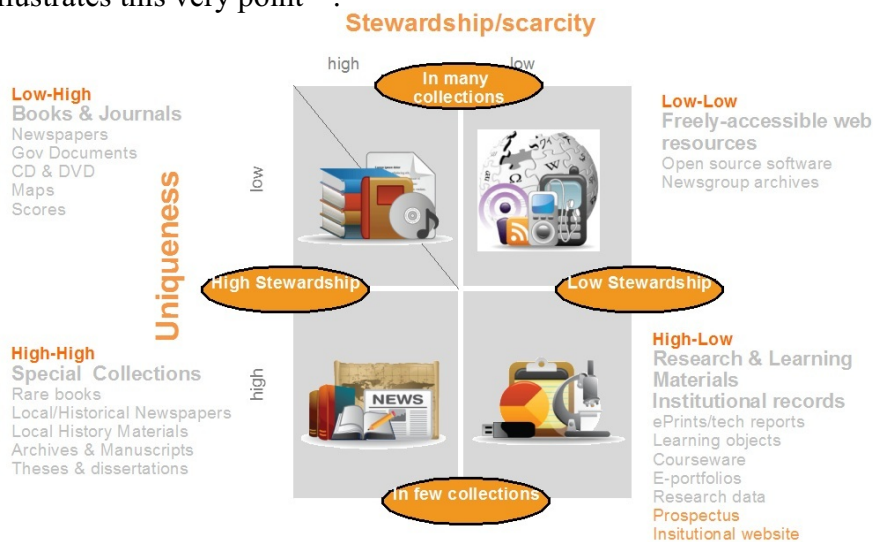 llustrates this very point
Stewardship/scarcity
high
low
In many
collections
Low-High
Books & Journals
Newspapers
Gov Documents
CD & DVD
Maps
Scores
Low-Low
Freely-accessible web
resources
Open source software
Newsgroup archives
Uniqueness
low
High Stewardship
Low Stewardship
High-High
Special Collections
Rare books
Local/Historical Newspapers
Local History Materials
Archives & Manuscripts
Theses & dissertations
high
NEWS
High-Low
Research & Learning
Materials
Institutional records
ePrints/tech reports
Learning objects
Courseware
E-portfolios
Research data
Prospectus
Insitutional website
In few collections